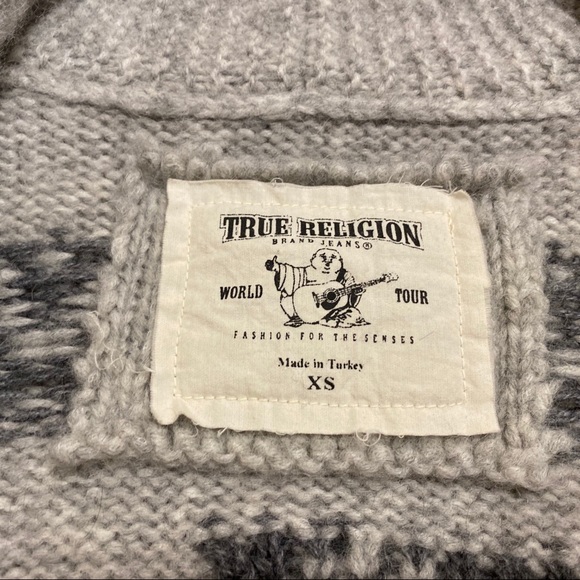 TRUE RELIGION
BRAND JEANS®
WORLD TOUR
FASHION FOR THE SENSES
Made in Turkey
XS